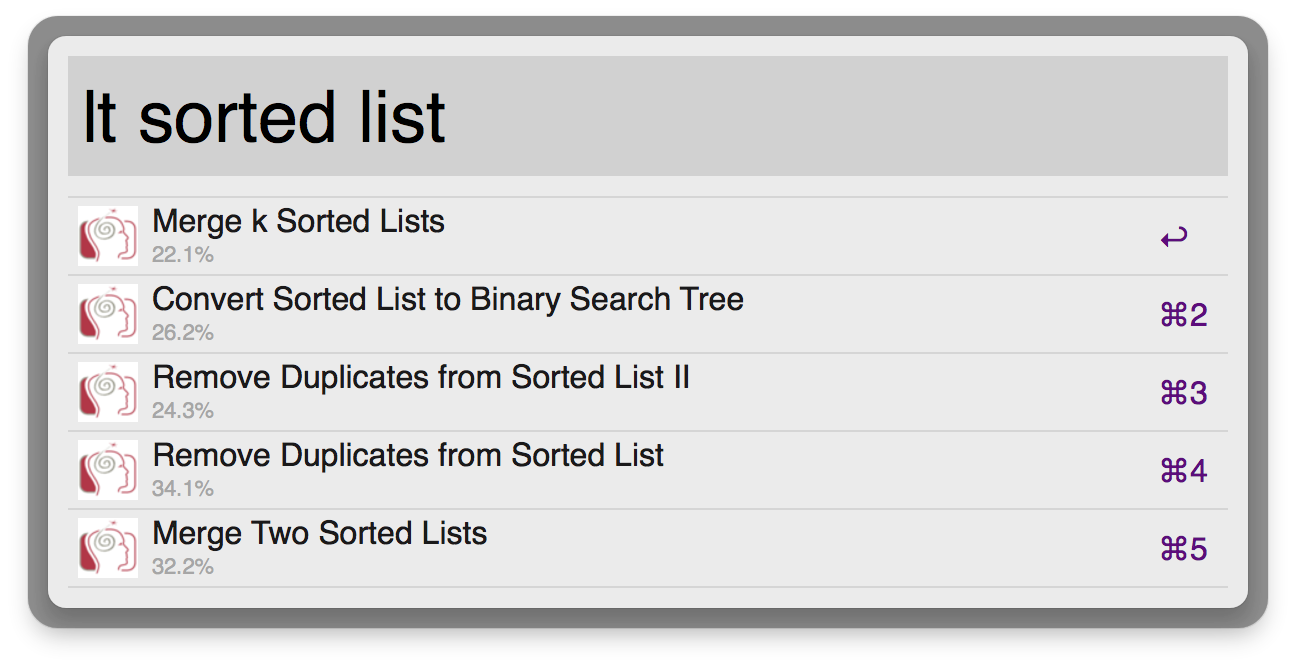 lt sorted list
Merge k Sorted Lists
22.1%
↩
Convert Sorted List to Binary Search Tree
26.2%
⌘2
Remove Duplicates from Sorted List II
24.3%
⌘3
Remove Duplicates from Sorted List
34.1%
⌘4
Merge Two Sorted Lists
32.2%
⌘5